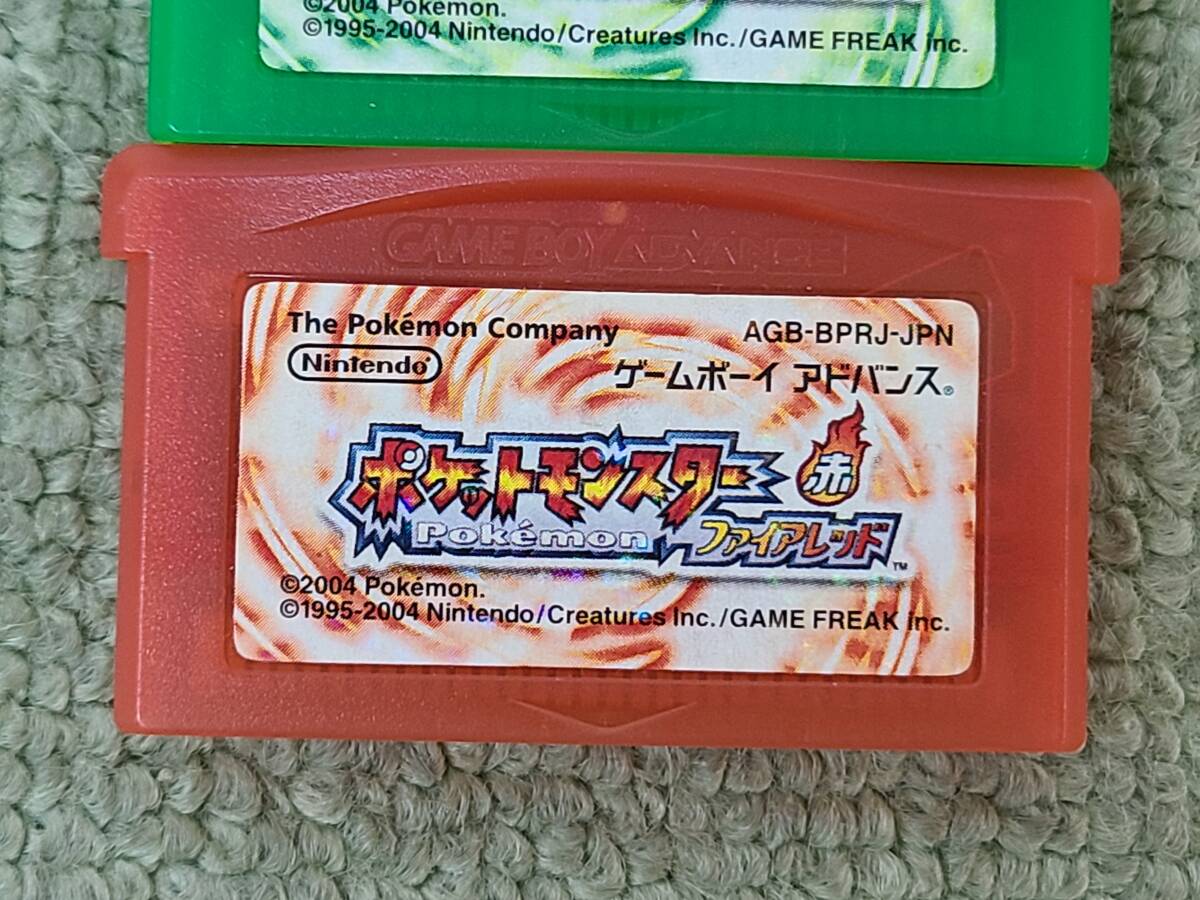 ©2004 Pokémon.
©1995-2004 Nintendo/Creatures Inc./GAME FREAK inc.
GAME BOY ADVANCE
The Pokémon Company
AGB-BPRJ-JPN
Nintendo®
ゲームボーイ アドバンス®
ポケットモンスター
赤
Pokémon
ファイアレッド™
©2004 Pokémon.
©1995-2004 Nintendo/Creatures Inc./GAME FREAK inc.